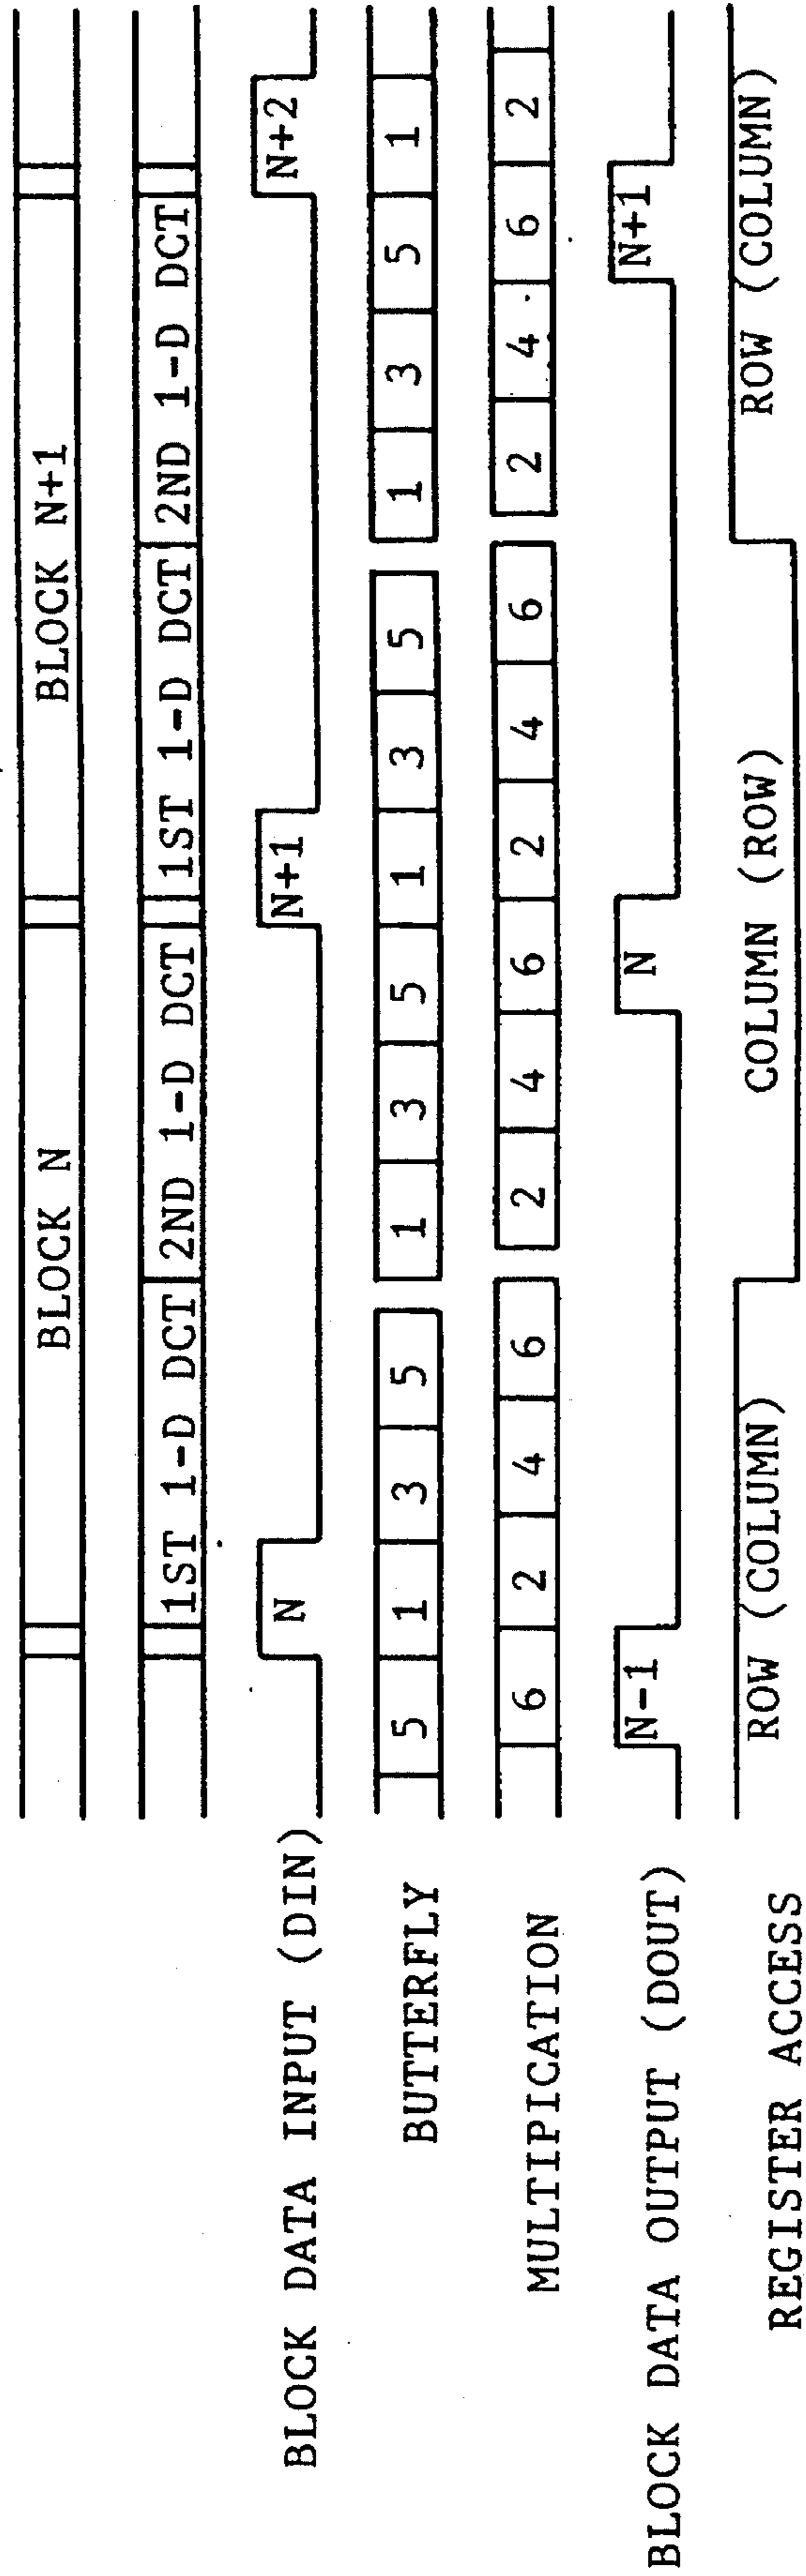 BLOCK N BLOCK N+1
1ST 1-D DCT 2ND 1-D DCT 1ST 1-D DCT 2ND 1-D DCT
BLOCK DATA INPUT (DIN) N N+1 N+2
BUTTERFLY 5 1 3 5 1 3 5 1 3 5 1 3 5 1
MULTIPICATION 6 2 4 6 2 4 6 2 4 6 2 4 6 2
BLOCK DATA OUTPUT (DOUT) N-1 N N+1
REGISTER ACCESS ROW (COLUMN) COLUMN (ROW) ROW (COLUMN)